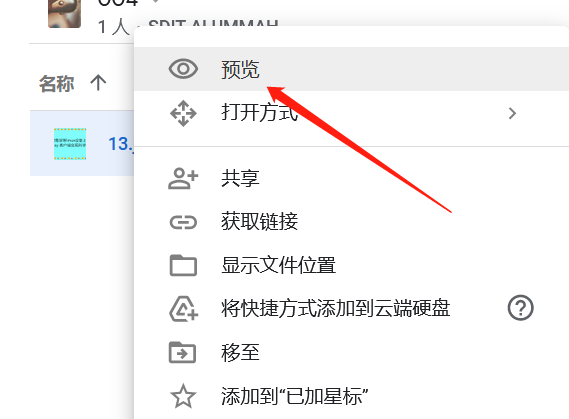 004
1 人 · SDIT ALUMMAH
预览
名称
打开方式
13.
共享
获取链接
显示文件位置
将快捷方式添加到云端硬盘
移至
添加到“已加星标”